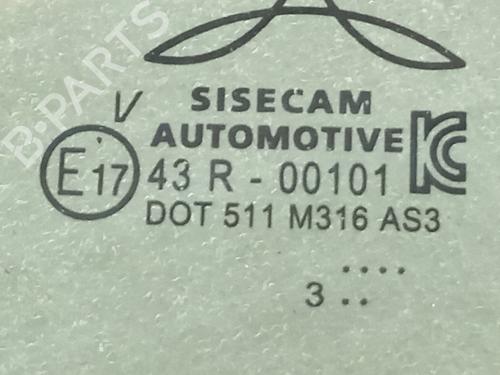 B-PARTS
V
SISECAM
AUTOMOTIVE
E17 43 R - 00101
DOT 511 M316 AS3
....
3 ..